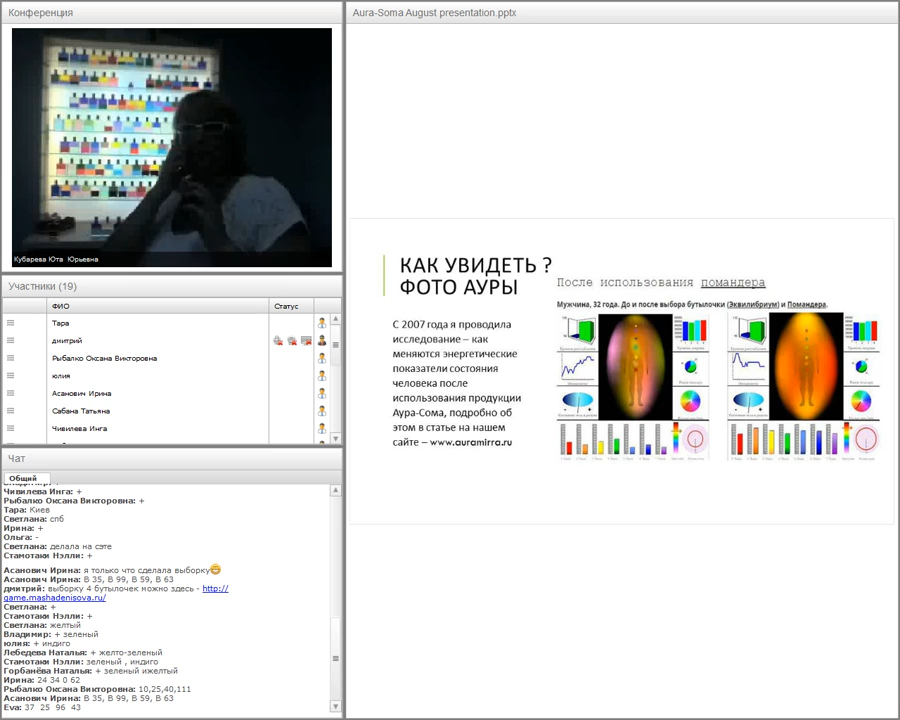 Конференция
Кубарева Юта Юрьевна
Участники (19)
ФИО
Статус
Тара
дмитрий
Рыбалко Оксана Викторовна
юлия
Асанович Ирина
Сабана Татьяна
Чивилева Инга
Чат
Общий
Чивилева Инга: +
Рыбалко Оксана Викторовна: +
Тара: Киев
Светлана: спб
Ирина: +
Ольга: -
Светлана: делала на сэте
Стамотаки Нэлли: +
Асанович Ирина: я только что сделала выборку
Асанович Ирина: В 35, В 99, В 59, В 63
дмитрий: выборку 4 бутылочек можно здесь - http://
game.mashadenisova.ru/
Светлана: +
Стамотаки Нэлли: +
Светлана: желтый
Владимир: + зеленый
юлия: + индиго
Лебедева Наталья: + желто-зеленый
Стамотаки Нэлли: зеленый , индиго
Горбанёва Наталья: + зеленый ижелтый
Ирина: 24 34 0 62
Рыбалко Оксана Викторовна: 10,25,40,111
Асанович Ирина: В 35, В 99, В 59, В 63
Eva: 37 25 96 43
Aura-Soma August presentation.pptx
КАК УВИДЕТЬ ?
ФОТО АУРЫ
С 2007 года я проводила
исследование – как
меняются энергетические
показатели состояния
человека после
использования продукции
Аура-Сома, подробно об
этом в статье на нашем
сайте – www.auramirra.ru
После использования помандера
Мужчина, 32 года. До и после выбора бутылочки (Эквилибриум) и Помандера.